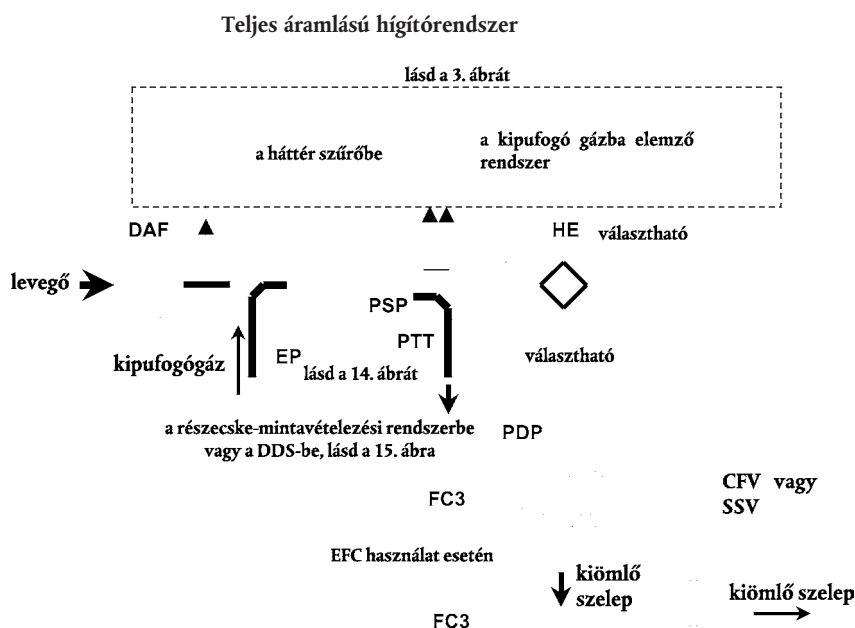 Teljes áramlású hígítórendszer
lásd a 3. ábrát
a háttér szűrőbe
a kipufogó gázba elemző
rendszer
DAF
HE
választható
levegő
PSP
PTT
EP
kipufogógáz
lásd a 14. ábrát
választható
a részecske-mintavételezési rendszerbe
vagy a DDS-be, lásd a 15. ábra
PDP
FC3
CFV vagy
SSV
EFC használat esetén
kiömlő
szelep
kiömlő szelep
FC3